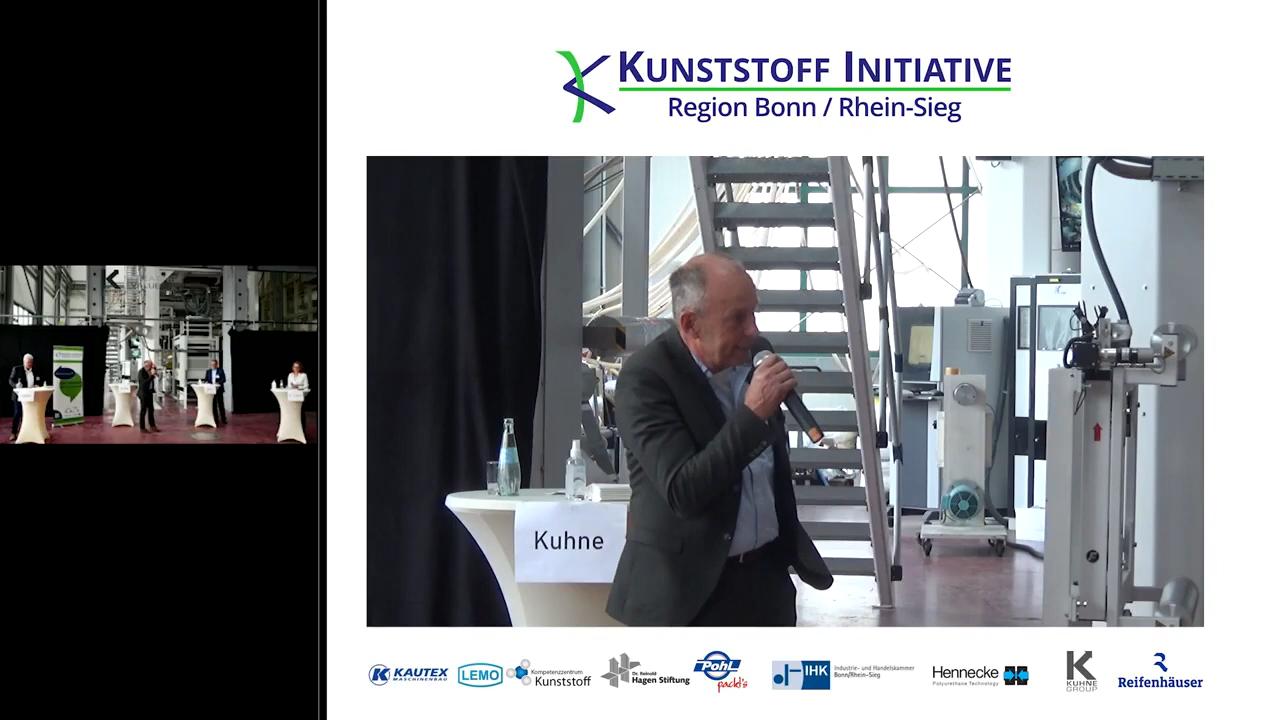 KUNSTSTOFF INITIATIVE
Region Bonn / Rhein-Sieg
Kuhne
KAUTEX
MASCHINENBAU
LEMO
Kompetenzzentrum
Kunststoff
Dr. Reinold
Hagen Stiftung
POHL
packt's
IHK
Industrie- und Handelskammer
Bonn/Rhein-Sieg
Hennecke
Polyurethane Technology
KUHNE
GROUP
Reifenhäuser